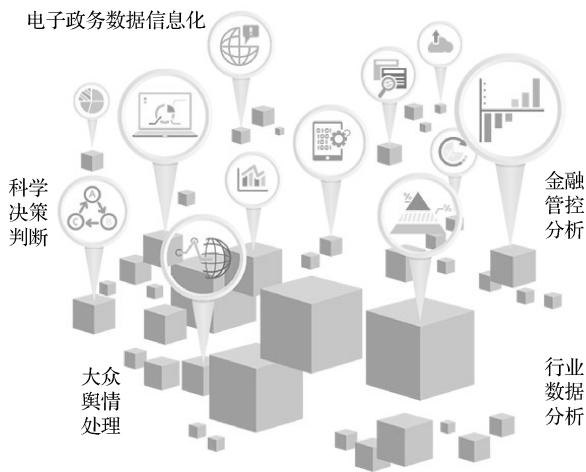 电子政务数据信息化
科学
决策
判断
金融
管控
分析
大众
舆情
处理
行业
数据
分析